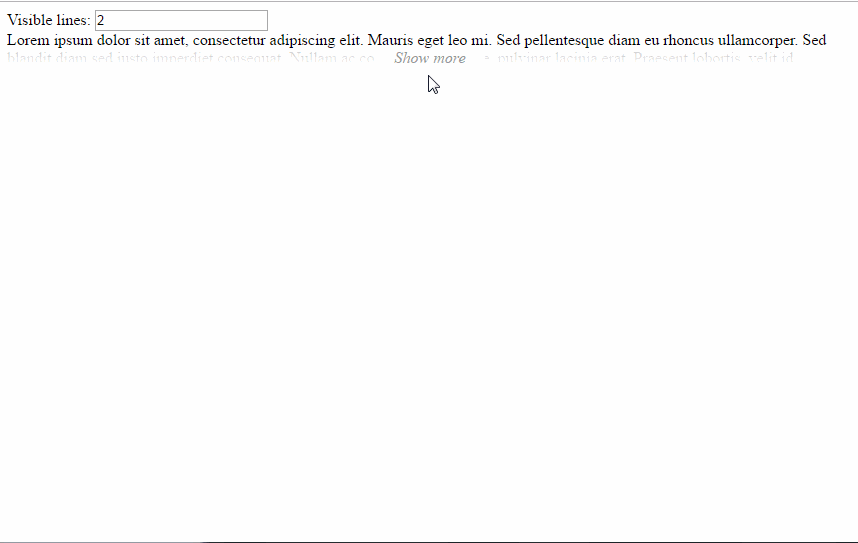 Visible lines: 2
Lorem ipsum dolor sit amet, consectetur adipiscing elit. Mauris eget leo mi. Sed pellentesque diam eu rhoncus ullamcorper. Sed
blandit diam sed justo imperdiet consequat. Nullam ac co Show more e, pulvinar lacinia erat. Praesent lobortis, velit id